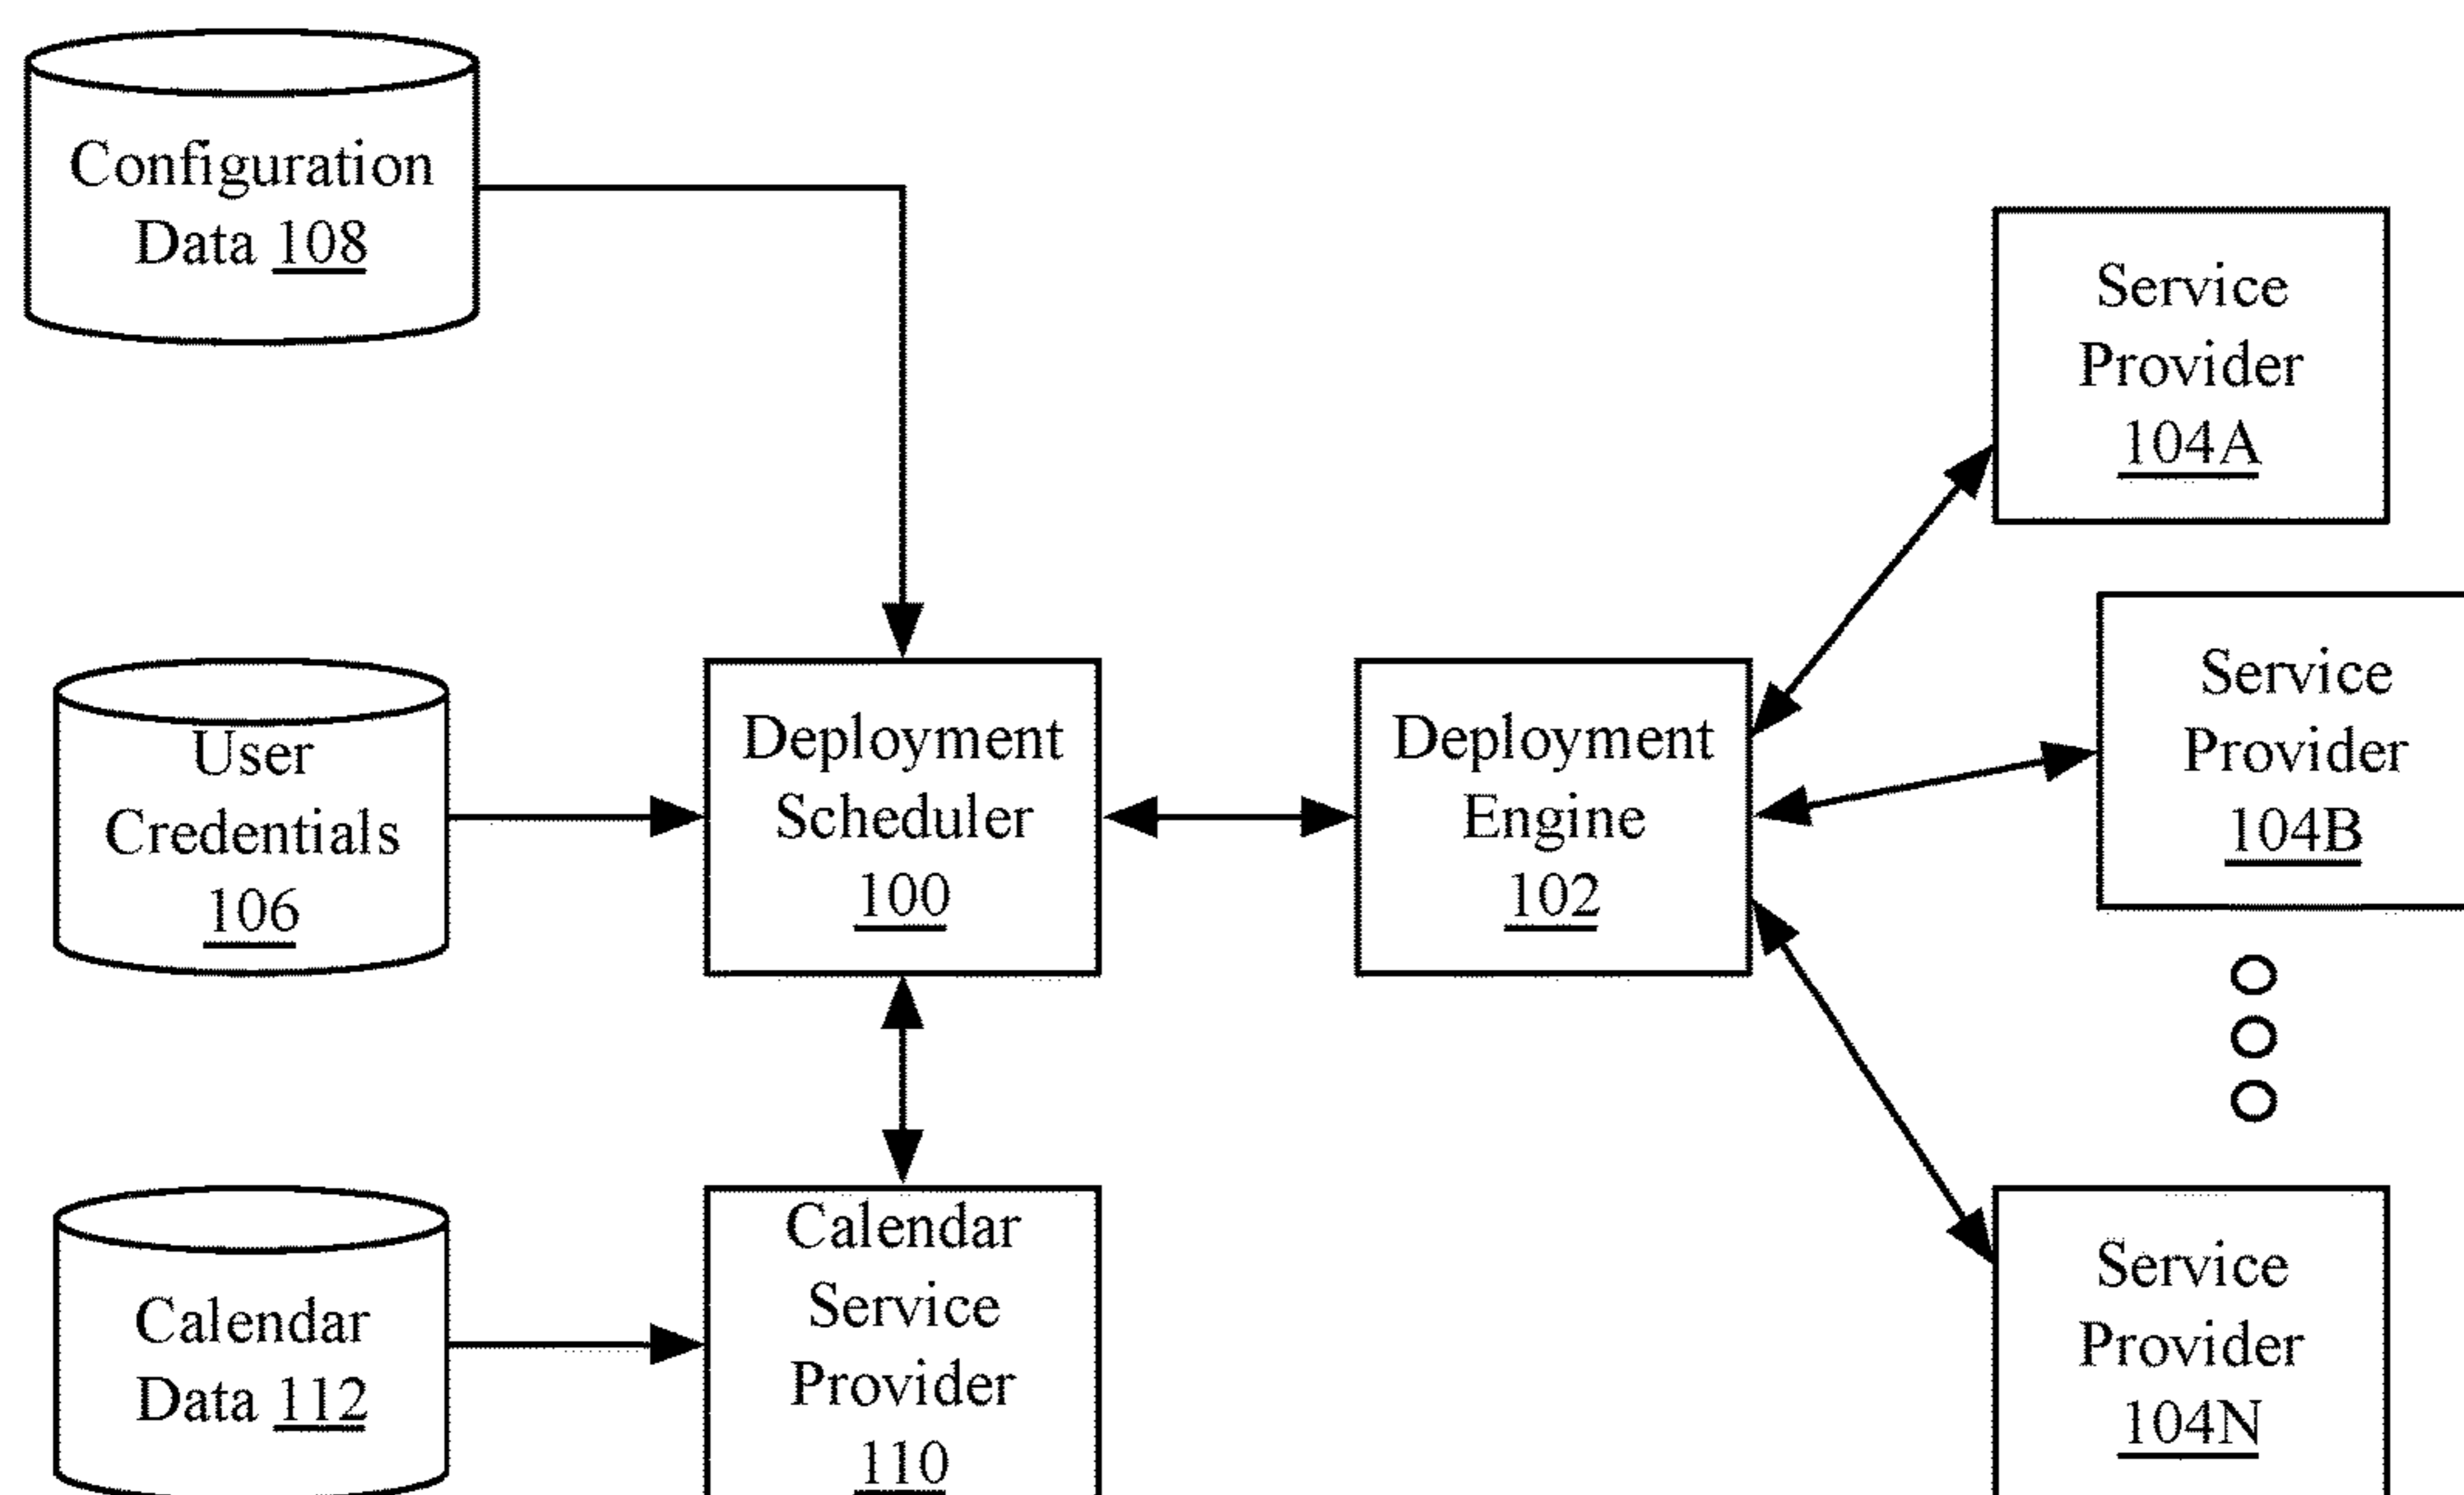 Configuration
Data 108
Service
Provider
104A
User
Credentials
106
Deployment
Scheduler
100
Deployment
Engine
102
Service
Provider
104B
Calendar
Data 112
Calendar
Service
Provider
110
Service
Provider
104N